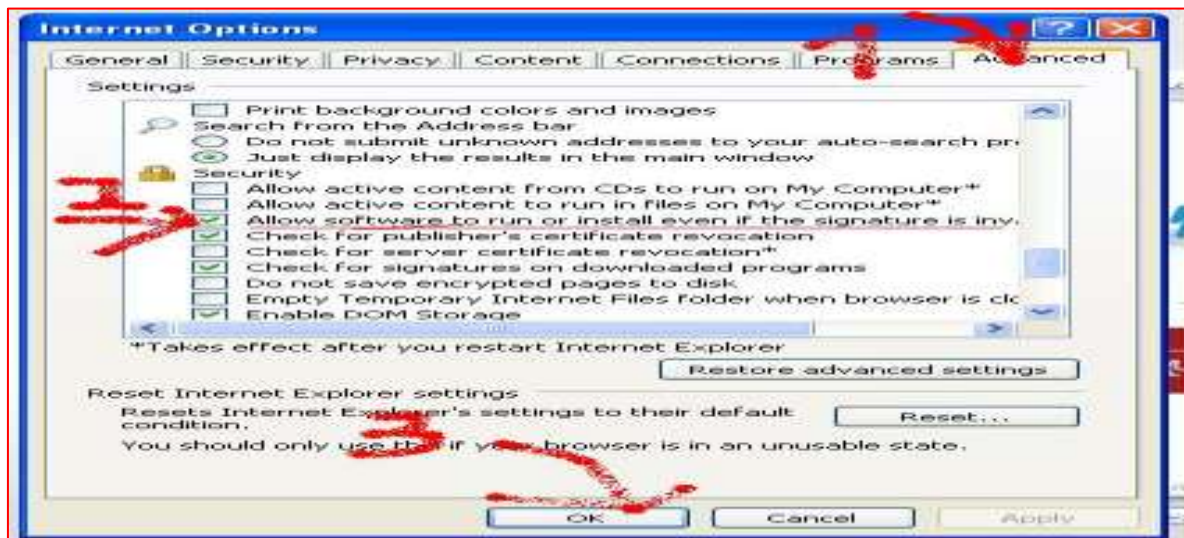 Internet Options
General Security Privacy Content Connections Programs Advanced
1
Settings
Print background colors and images
Search from the Address bar
Do not submit unknown addresses to your auto-search
Just display the results in the main window
Security
Allow active content from CDs to run on My Computer*
Allow active content to run in files on My Computer*
Allow software to run or install even if the signature is
Check for publisher's certificate revocation
Check for server certificate revocation*
Check for signatures on downloaded programs
Do not save encrypted pages to disk
Empty Temporary Internet Files folder when browser is
Enable DOM Storage
*Takes effect after you restart Internet Explorer
Restore advanced settings
Reset Internet Explorer settings
Resets Internet Explorer's settings to their default
condition.
Reset...
You should only use this if your browser is in an unusable state.
3
OK Cancel Apply